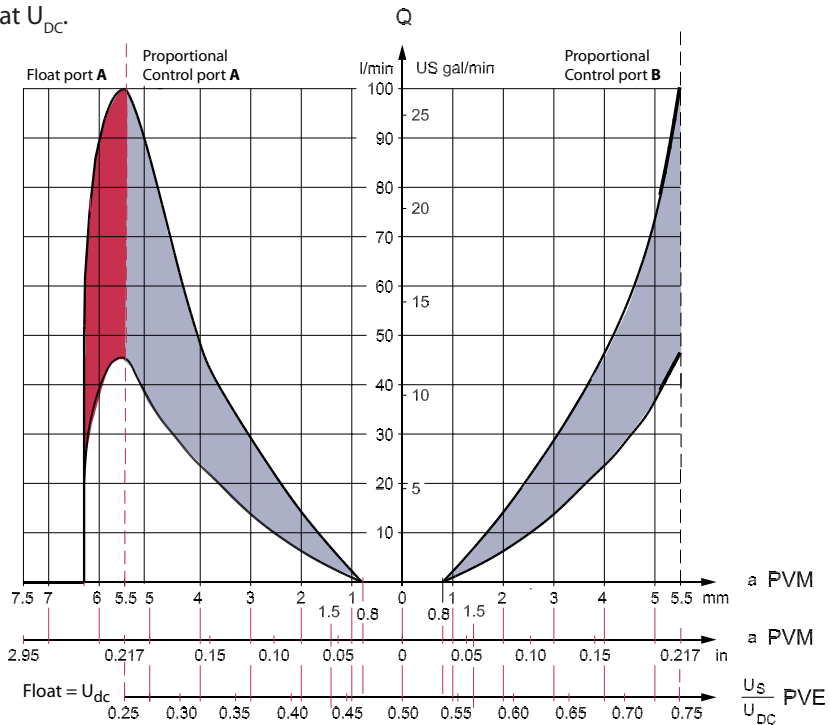 at UDC.
Q
Float port A
Proportional
Control port A
l/min
US gal/min
Proportional
Control port B
100
90
80
70
60
50
40
30
20
10
25
20
15
10
5
7.5 7 6 5.5 5 4 3 2 1 0 1 2 3 4 5 5.5 mm
a PVM
1.5 0.8 0.8 1.5
a PVM
2.95 0.217 0.15 0.10 0.05 0 0.05 0.10 0.15 0.217 in
Float = Udc
US
UDC
PVE
0.25 0.30 0.35 0.40 0.45 0.50 0.55 0.60 0.65 0.70 0.75